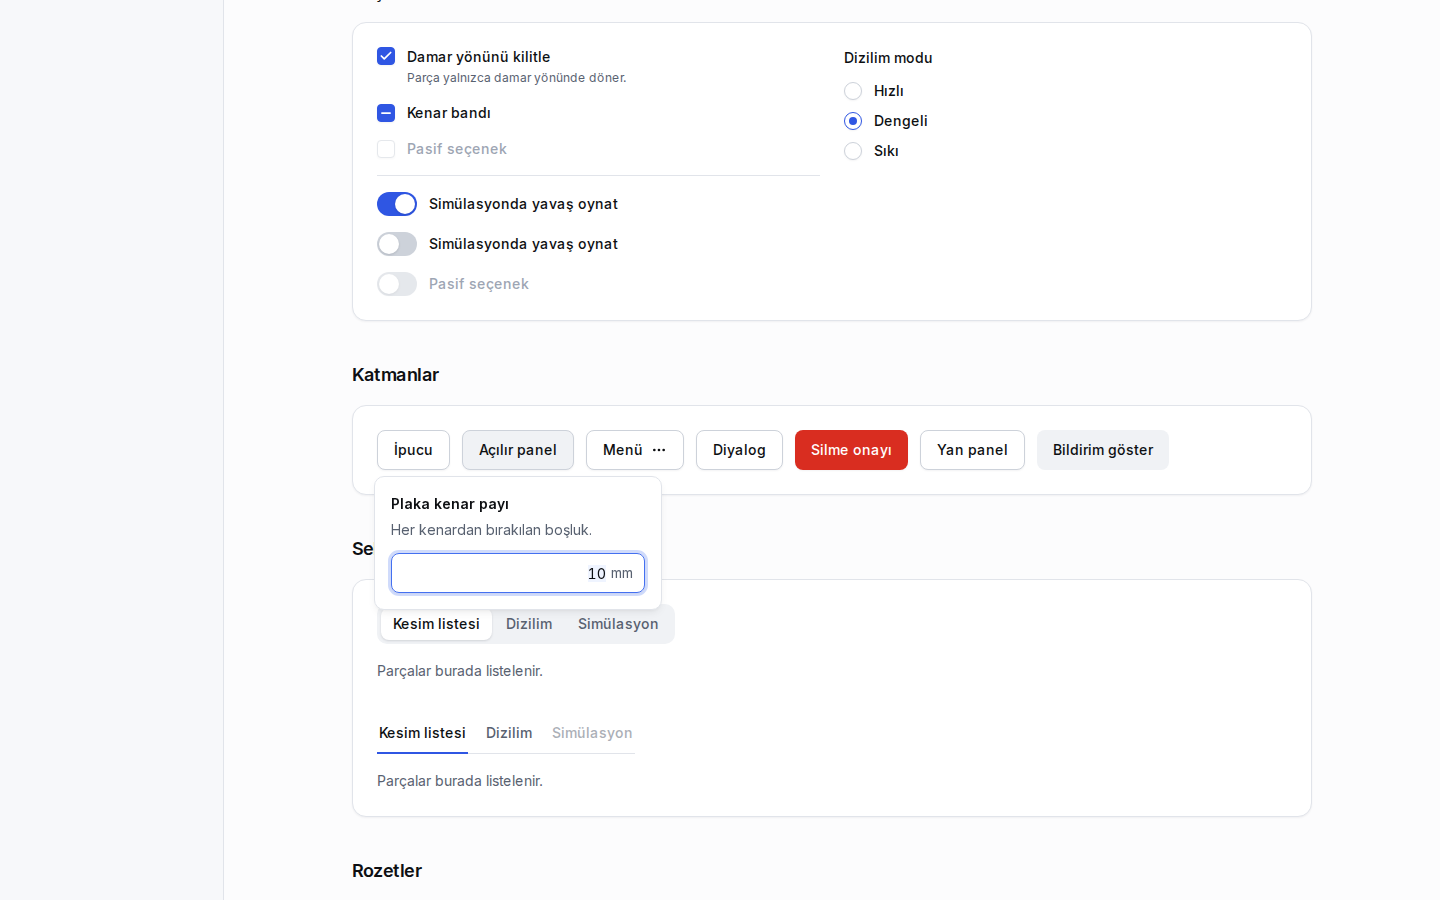 Damar yönünü kilitle
Parça yalnızca damar yönünde döner.
Kenar bandı
Pasif seçenek
Simülasyonda yavaş oynat
Simülasyonda yavaş oynat
Pasif seçenek
Dizilim modu
Hızlı
Dengeli
Sıkı
Katmanlar
İpucu
Açılır panel
Menü ···
Diyalog
Silme onayı
Yan panel
Bildirim göster
Plaka kenar payı
Her kenardan bırakılan boşluk.
10 mm
Se
Kesim listesi
Dizilim
Simülasyon
Parçalar burada listelenir.
Kesim listesi
Dizilim
Simülasyon
Parçalar burada listelenir.
Rozetler